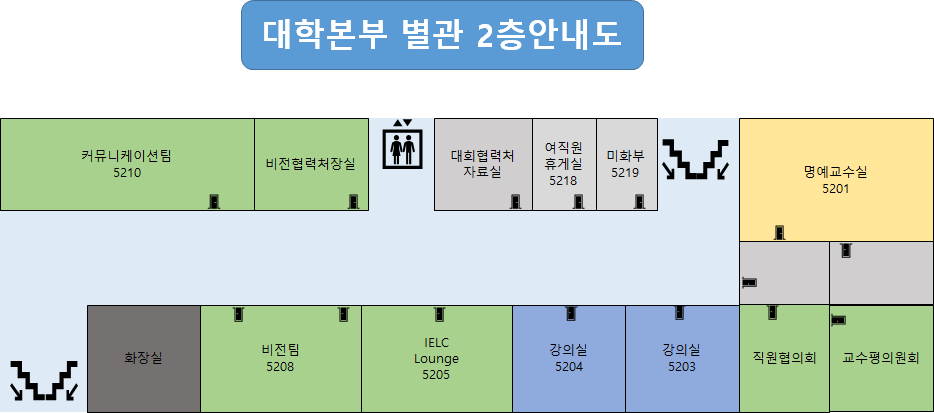 대학본부 별관 2층안내도
커뮤니케이션팀
5210
비전협력처장실
대회협력처
자료실
여직원
휴게실
5218
미화부
5219
명예교수실
5201
화장실
비전팀
5208
IELC
Lounge
5205
강의실
5204
강의실
5203
직원협의회
교수평의원회